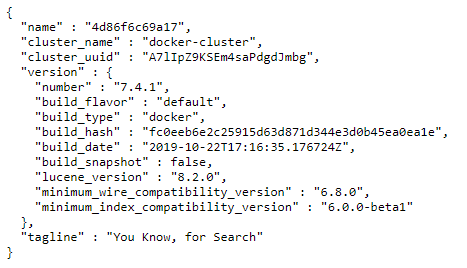 {
  "name" : "4d86f6c69a17",
  "cluster_name" : "docker-cluster",
  "cluster_uuid" : "A7lIpZ9KSEm4saPdgdJmbg",
  "version" : {
    "number" : "7.4.1",
    "build_flavor" : "default",
    "build_type" : "docker",
    "build_hash" : "fc0eeb6e2c25915d63d871d344e3d0b45ea0ea1e",
    "build_date" : "2019-10-22T17:16:35.176724Z",
    "build_snapshot" : false,
    "lucene_version" : "8.2.0",
    "minimum_wire_compatibility_version" : "6.8.0",
    "minimum_index_compatibility_version" : "6.0.0-beta1"
  },
  "tagline" : "You Know, for Search"
}